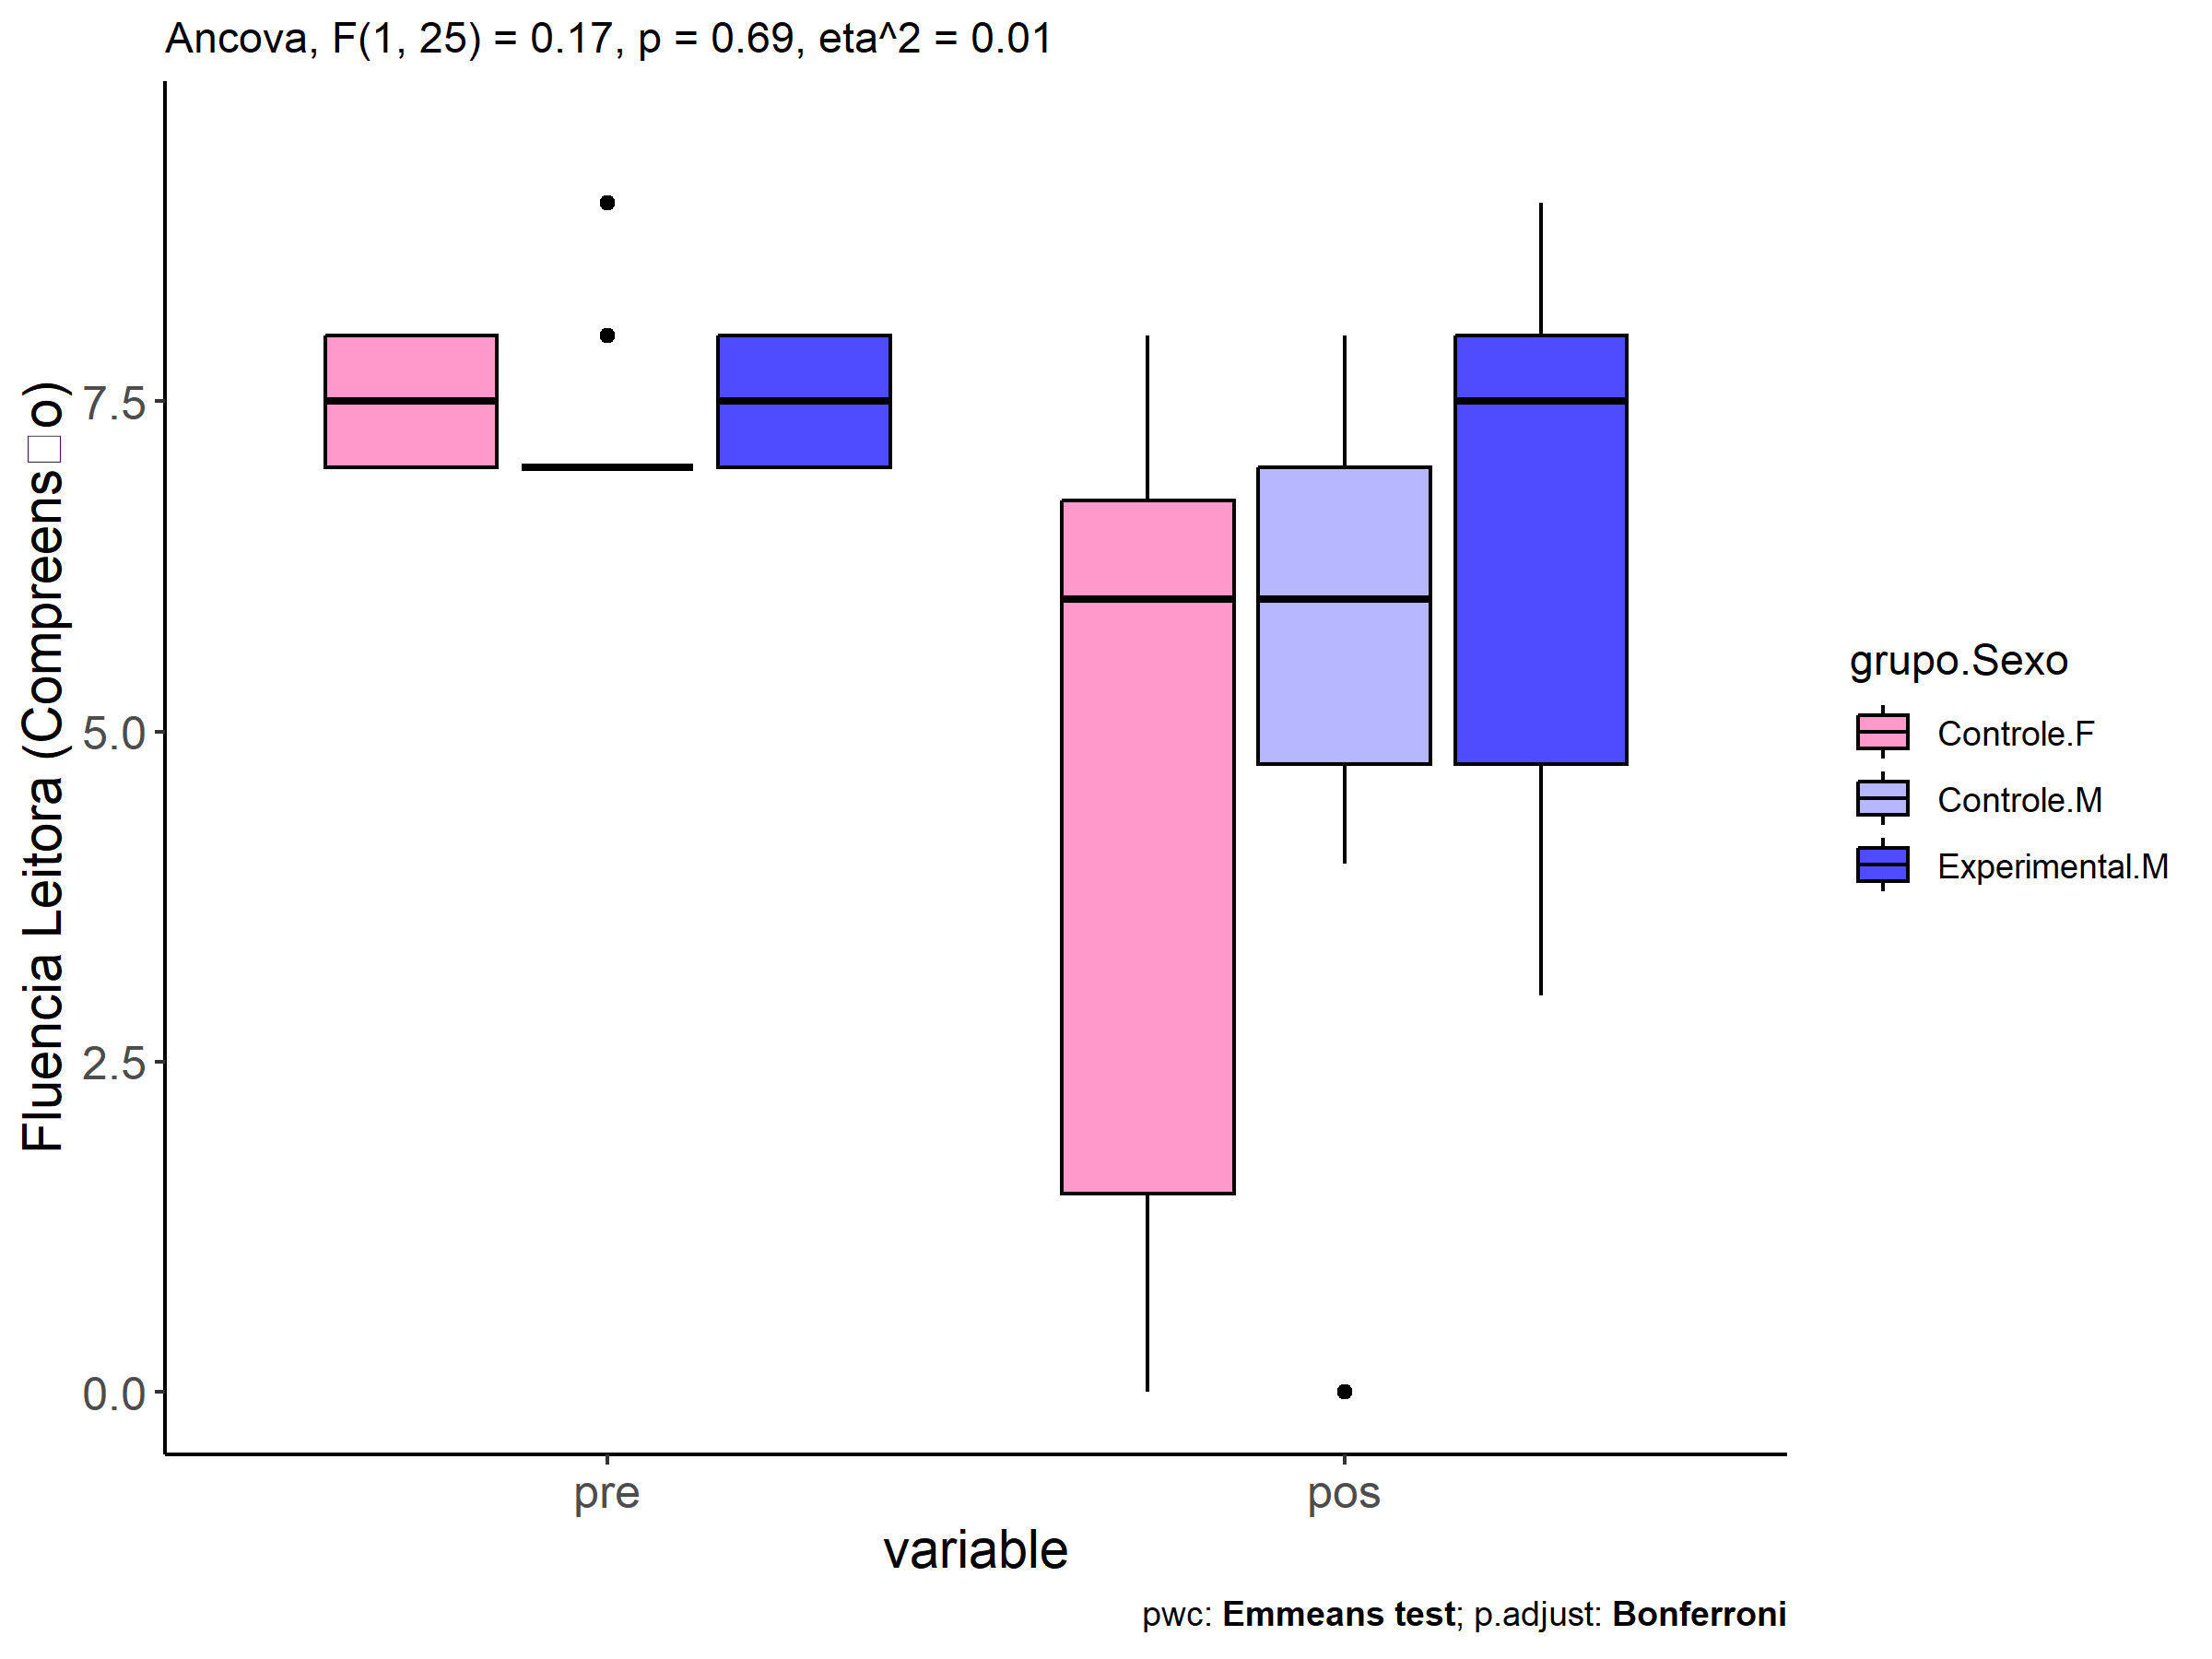 Ancova, F(1, 25) = 0.17, p = 0.69, eta^2 = 0.01
Fluencia Leitora (Compreens□o)
7.5
5.0
2.5
0.0
pre
pos
variable
grupo.Sexo
Controle.F
Controle.M
Experimental.M
pwc: Emmeans test; p.adjust: Bonferroni